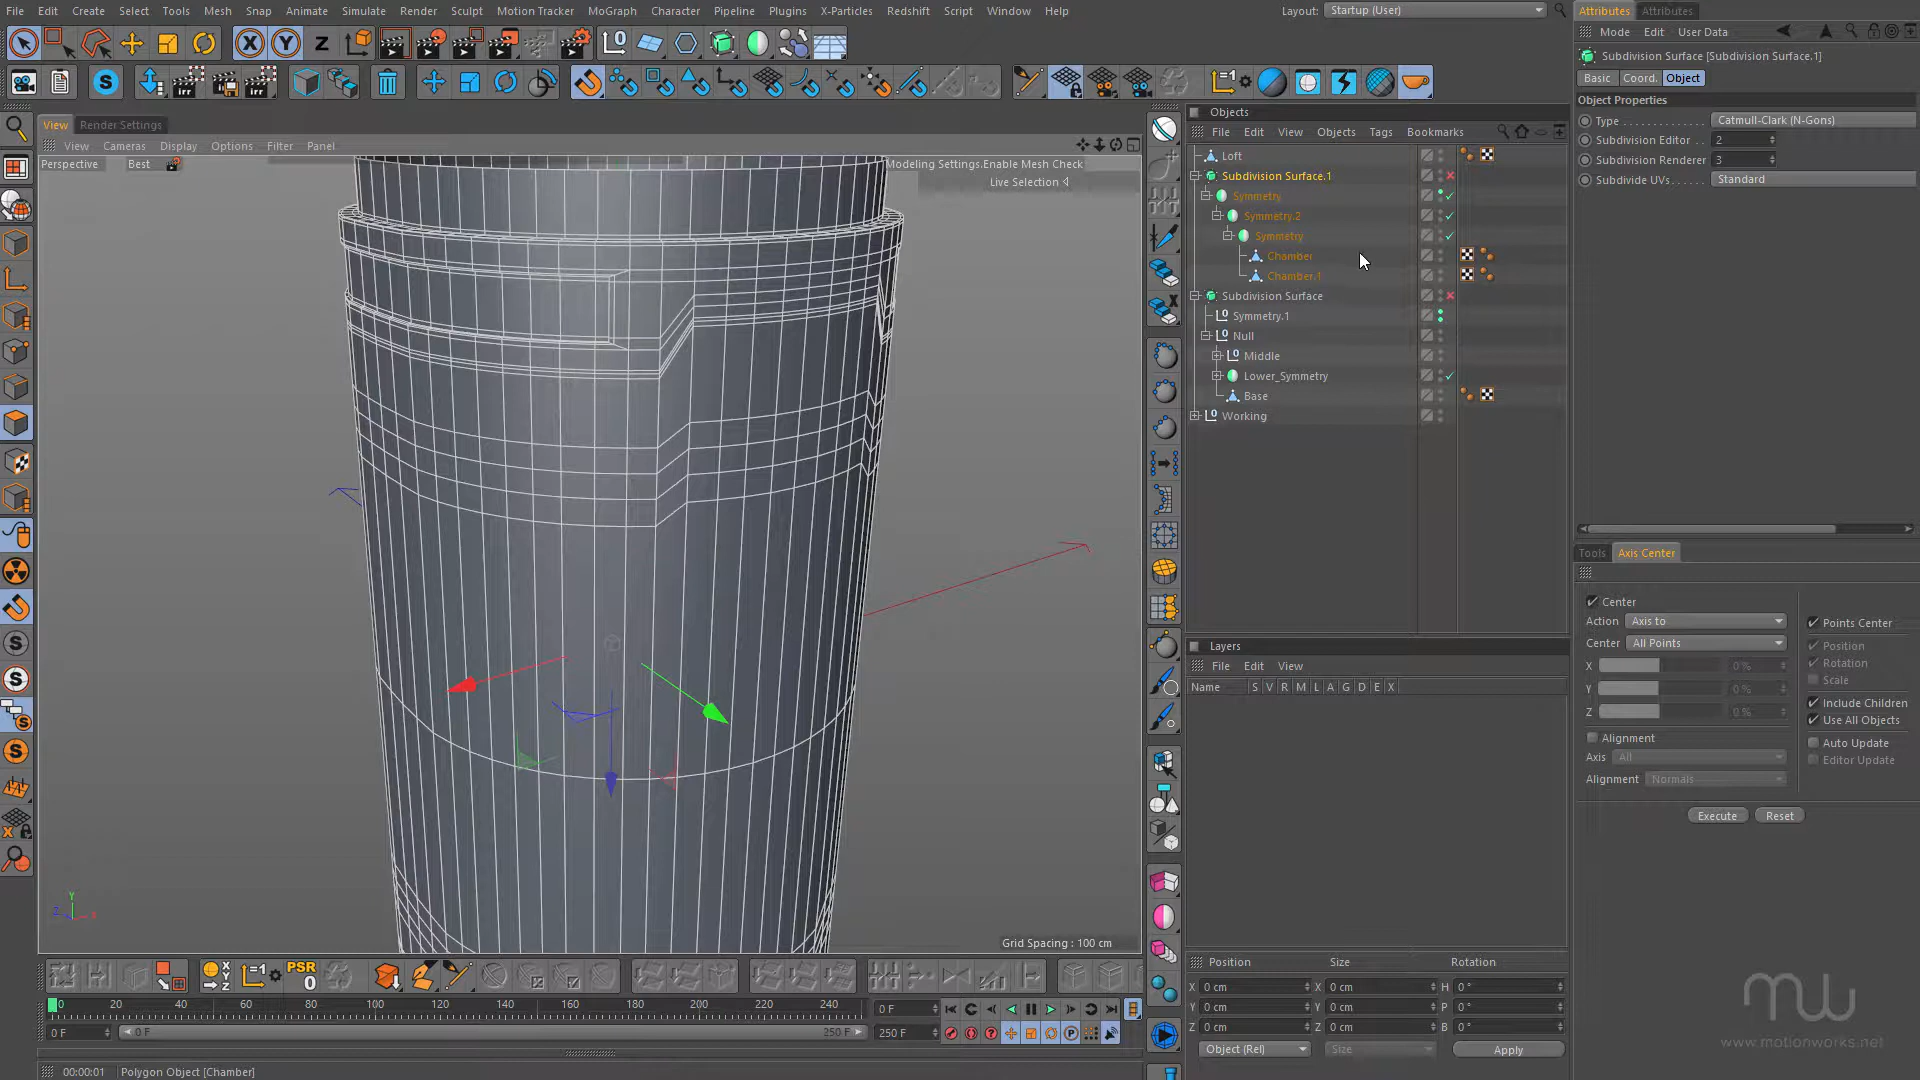 File Edit Create Select Tools Mesh Snap Animate Simulate Render Sculpt Motion Tracker MoGraph Character Pipeline Plugins X-Particles Redshift Script Window Help
Layout: Startup (User)
Attributes Attributes
Mode Edit User Data
Subdivision Surface [Subdivision Surface.1]
Basic Coord. Object
Object Properties
Type Catmull-Clark (N-Gons)
Subdivision Editor 2
Subdivision Renderer 3
Subdivide UVs Standard
View Render Settings
View Cameras Display Options Filter Panel
Perspective Best
Modeling Settings.Enable Mesh Check
Live Selection
Grid Spacing : 100 cm
Objects
File Edit View Objects Tags Bookmarks
Loft
Subdivision Surface.1
Symmetry
Symmetry.2
Symmetry
Chamber
Chamber.1
Subdivision Surface
Symmetry.1
Null
Middle
Lower_Symmetry
Base
Working
Layers
File Edit View
Name S V R M L A G D E X
Tools Axis Center
Center
Action Axis to
Center All Points
X 0 %
Y 0 %
Z 0 %
Alignment
Axis All
Alignment Normals
Points Center
Position
Rotation
Scale
Include Children
Use All Objects
Auto Update
Editor Update
Execute Reset
PSR
0
0 20 40 60 80 100 120 140 160 180 200 220 240
0 F
0 F 0 F 250 F 250 F
Position Size Rotation
X 0 cm X 0 cm H 0 °
Y 0 cm Y 0 cm P 0 °
Z 0 cm Z 0 cm B 0 °
Object (Rel) Size Apply
00:00:01 Polygon Object [Chamber]
mw
www.motionworks.net